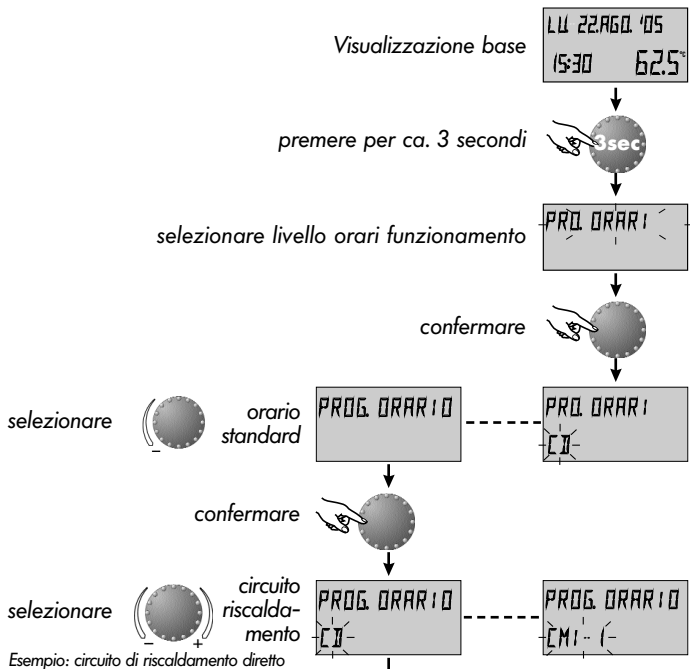 Visualizzazione base
LU 22.AGO. '05
15:30 62.5°C
premere per ca. 3 secondi
3sec
selezionare livello orari funzionamento
PRO. ORARI
confermare
selezionare
-
orario
standard
PROG. ORARIO
PRO. ORARI
CD
confermare
selezionare
- +
circuito
riscalda-
mento
PROG. ORARIO
CD
PROG. ORARIO
CM1 - 1
Esempio: circuito di riscaldamento diretto